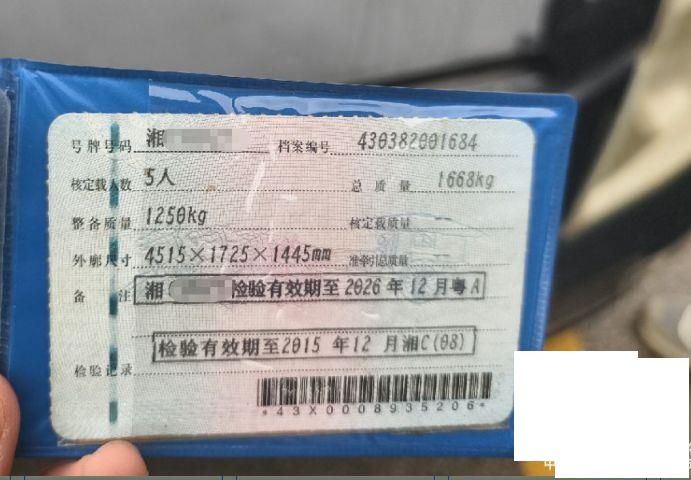 号牌号码 湘 档案编号 430382001684
核定载人数 5人 总质量 1668kg
整备质量 1250kg 核定载质量
外廓尺寸 4515×1725×1445mm 准牵引总质量
备注 湘 检验有效期至2026年12月粤A
检验有效期至2015年12月湘C(08)
检验记录
*43X0008935206*